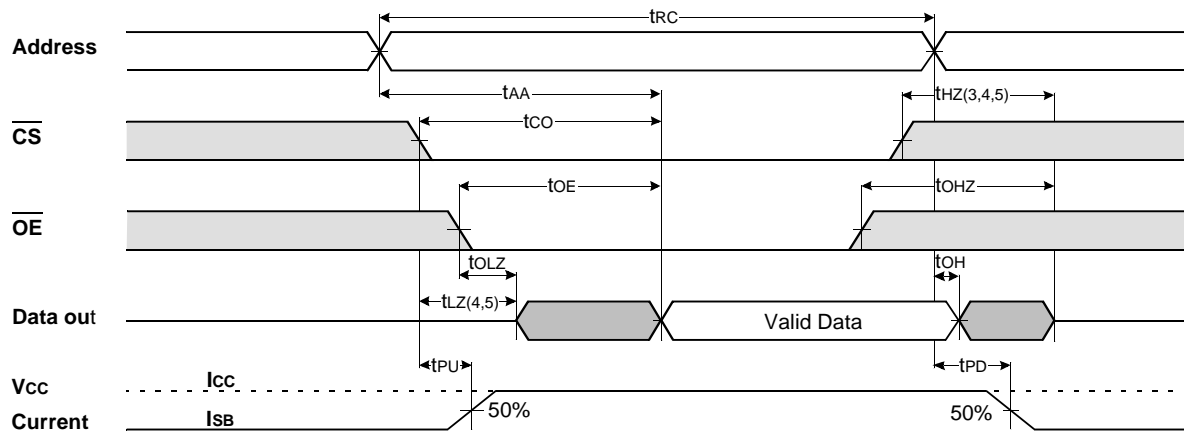 tRC
Address
tAA
tHZ(3,4,5)
CS
tCO
tOE
tOHZ
OE
tOLZ
tOH
tLZ(4,5)
Data out
Valid Data
tPU
tPD
VCC
ICC
50%
50%
Current
ISB